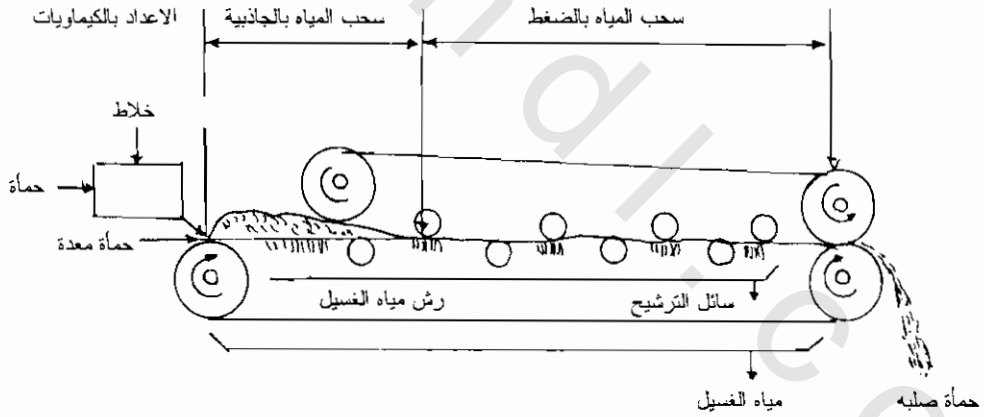 الاعداد بالكيماويات
سحب المياه بالجاذبية
سحب المياه بالضغط
خلاط
حمأة
حمأة معدة
رش مياه الغسيل
سائل الترشيح
مياه الغسيل
حمأة صلبه